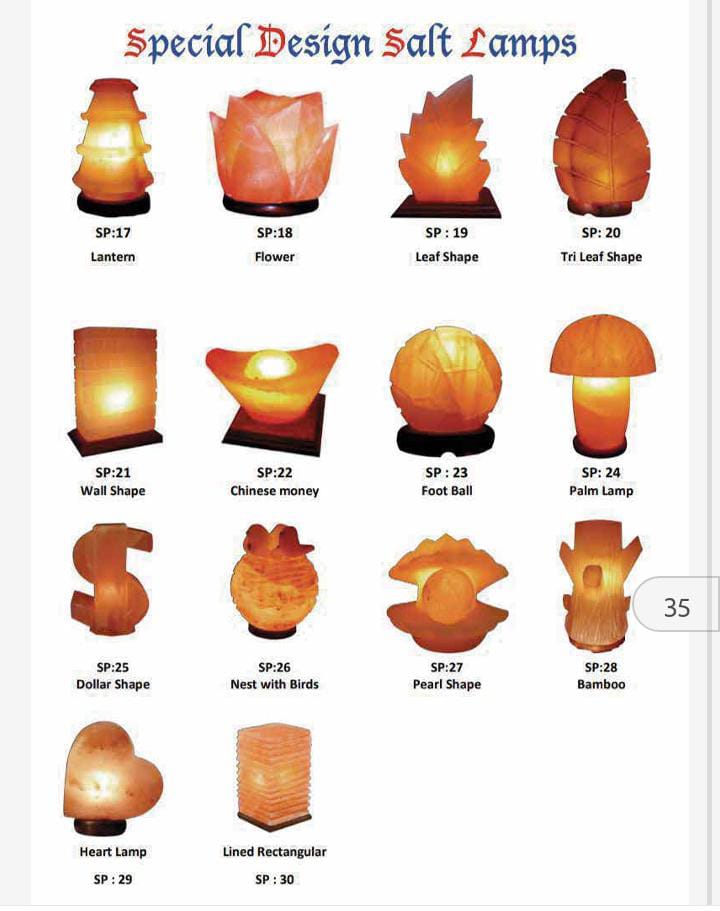 Special Design Salt Lamps
SP:17 SP:18 SP : 19 SP: 20
Lantern Flower Leaf Shape Tri Leaf Shape
SP:21 SP:22 SP : 23 SP: 24
Wall Shape Chinese money Foot Ball Palm Lamp
35
SP:25 SP:26 SP:27 SP:28
Dollar Shape Nest with Birds Pearl Shape Bamboo
Heart Lamp Lined Rectangular
SP : 29 SP : 30